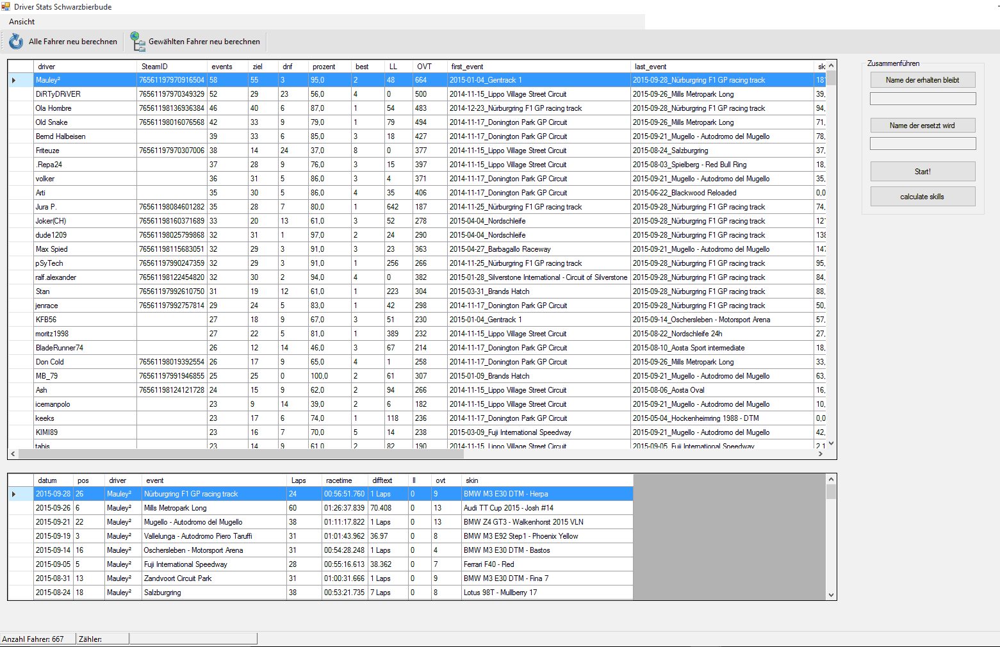 Driver Stats Schwarzbierbude
Ansicht
Alle Fahrer neu berechnen Gewählten Fahrer neu berechnen
driver SteamID events ziel dnf prozent best LL OVT first_event last_event
Mauley² 76561197970916504 58 55 3 95,0 2 48 664 2015-01-04_Gentrack 1 2015-09-28_Nürburgring F1 GP racing track 18
DiRTyDRiVER 76561197970349329 52 29 23 56,0 4 0 500 2014-11-15_Lippo Village Street Circuit 2015-09-26_Mills Metropark Long 39,
Ola Hombre 76561198136936384 46 40 6 87,0 1 54 483 2014-12-23_Nürburgring F1 GP racing track 2015-09-28_Nürburgring F1 GP racing track 94,
Old Snake 76561198016076568 42 33 9 79,0 1 79 494 2014-11-17_Donington Park GP Circuit 2015-09-26_Mills Metropark Long 71,
Bernd Halbeisen 39 33 6 85,0 3 18 427 2014-11-17_Donington Park GP Circuit 2015-09-21_Mugello - Autodromo del Mugello 78,
Friteuze 76561197970307006 38 14 24 37,0 8 0 377 2014-11-15_Lippo Village Street Circuit 2015-08-24_Salzburgring 37,
.Repa24 37 28 9 76,0 3 15 397 2014-11-15_Lippo Village Street Circuit 2015-08-03_Spielberg - Red Bull Ring 18,
volker 36 31 5 86,0 3 4 371 2014-11-17_Donington Park GP Circuit 2015-09-21_Mugello - Autodromo del Mugello 35,
Arti 35 30 5 86,0 4 35 406 2014-11-17_Donington Park GP Circuit 2015-06-22_Blackwood Reloaded 0,0
Jura P. 76561198084601282 35 28 7 80,0 1 642 187 2014-11-25_Nürburgring F1 GP racing track 2015-09-28_Nürburgring F1 GP racing track 74,
Joker(CH) 76561198160371689 33 20 13 61,0 3 52 278 2015-04-04_Nordschleife 2015-09-28_Nürburgring F1 GP racing track 12
dude1209 76561198025799868 32 31 1 97,0 2 24 290 2015-04-04_Nordschleife 2015-09-28_Nürburgring F1 GP racing track 138
Max Spied 76561198115683051 32 29 3 91,0 3 23 363 2015-04-27_Barbagallo Raceway 2015-09-21_Mugello - Autodromo del Mugello 147
pSyTech 76561197990247359 32 29 3 91,0 1 256 266 2014-11-25_Nürburgring F1 GP racing track 2015-09-28_Nürburgring F1 GP racing track 95,
ralf.alexander 76561198122454820 32 30 2 94,0 4 0 382 2015-01-28_Silverstone International - Circuit of Silverstone 2015-09-28_Nürburgring F1 GP racing track 84,
Stan 76561197992610750 31 19 12 61,0 1 223 304 2015-03-31_Brands Hatch 2015-09-28_Nürburgring F1 GP racing track 88,
jenrace 76561197992757814 29 24 5 83,0 1 42 298 2014-11-17_Donington Park GP Circuit 2015-09-28_Nürburgring F1 GP racing track 50,
KFB56 27 18 9 67,0 3 51 230 2015-01-04_Gentrack 1 2015-09-14_Oschersleben - Motorsport Arena 57,
moritz1998 27 22 5 81,0 1 389 232 2014-11-15_Lippo Village Street Circuit 2015-08-22_Nordschleife 24h 27,
BladeRunner74 26 12 14 46,0 3 67 214 2014-11-17_Donington Park GP Circuit 2015-08-10_Aosta Sport intermediate 18,
Don Cold 76561198019392554 26 17 9 65,0 4 1 258 2014-11-17_Donington Park GP Circuit 2015-09-26_Mills Metropark Long 33,
MB_79 76561197991946855 25 25 0 100,0 2 61 307 2015-01-09_Brands Hatch 2015-09-21_Mugello - Autodromo del Mugello 63,
Ash 76561198124121728 24 15 9 62,0 2 94 266 2014-11-15_Lippo Village Street Circuit 2015-08-06_Aosta Oval 16,
icemanpolo 23 9 14 39,0 2 6 182 2014-11-15_Lippo Village Street Circuit 2015-09-21_Mugello - Autodromo del Mugello 10,
keeks 23 17 6 74,0 1 118 236 2014-11-17_Donington Park GP Circuit 2015-05-04_Hockenheimring 1988 - DTM 0,0
KIMI89 23 16 7 70,0 5 14 238 2015-03-09_Fuji International Speedway 2015-09-21_Mugello - Autodromo del Mugello 42,
tabis 23 14 9 61,0 2 82 190 2014-11-15_Lippo Village Street Circuit 2015-09-05_Fuji International Speedway 2,1
Zusammenführen
Name der erhalten bleibt
Name der ersetzt wird
Start!
calculate skills
datum pos driver event Laps racetime difftext ll ovt skin
2015-09-28 26 Mauley² Nürburgring F1 GP racing track 24 00:56:51.760 1 Laps 0 9 BMW M3 E30 DTM - Herpa
2015-09-26 6 Mauley² Mills Metropark Long 60 01:26:37.839 70.408 0 13 Audi TT Cup 2015 - Josh #14
2015-09-21 22 Mauley² Mugello - Autodromo del Mugello 38 01:11:17.822 1 Laps 0 13 BMW Z4 GT3 - Walkenhorst 2015 VLN
2015-09-19 3 Mauley² Vallelunga - Autodromo Piero Taruffi 31 01:01:43.962 36.97 0 8 BMW M3 E92 Step1 - Phoenix Yellow
2015-09-14 16 Mauley² Oschersleben - Motorsport Arena 31 00:54:28.248 1 Laps 0 4 BMW M3 E30 DTM - Bastos
2015-09-05 5 Mauley² Fuji International Speedway 28 00:55:16.613 38.362 0 7 Ferrari F40 - Red
2015-08-31 13 Mauley² Zandvoort Circuit Park 31 01:00:31.666 1 Laps 0 9 BMW M3 E30 DTM - Fina 7
2015-08-24 18 Mauley² Salzburgring 38 00:53:21.735 7 Laps 0 8 Lotus 98T - Mullberry 17
Anzahl Fahrer: 667 Zähler: